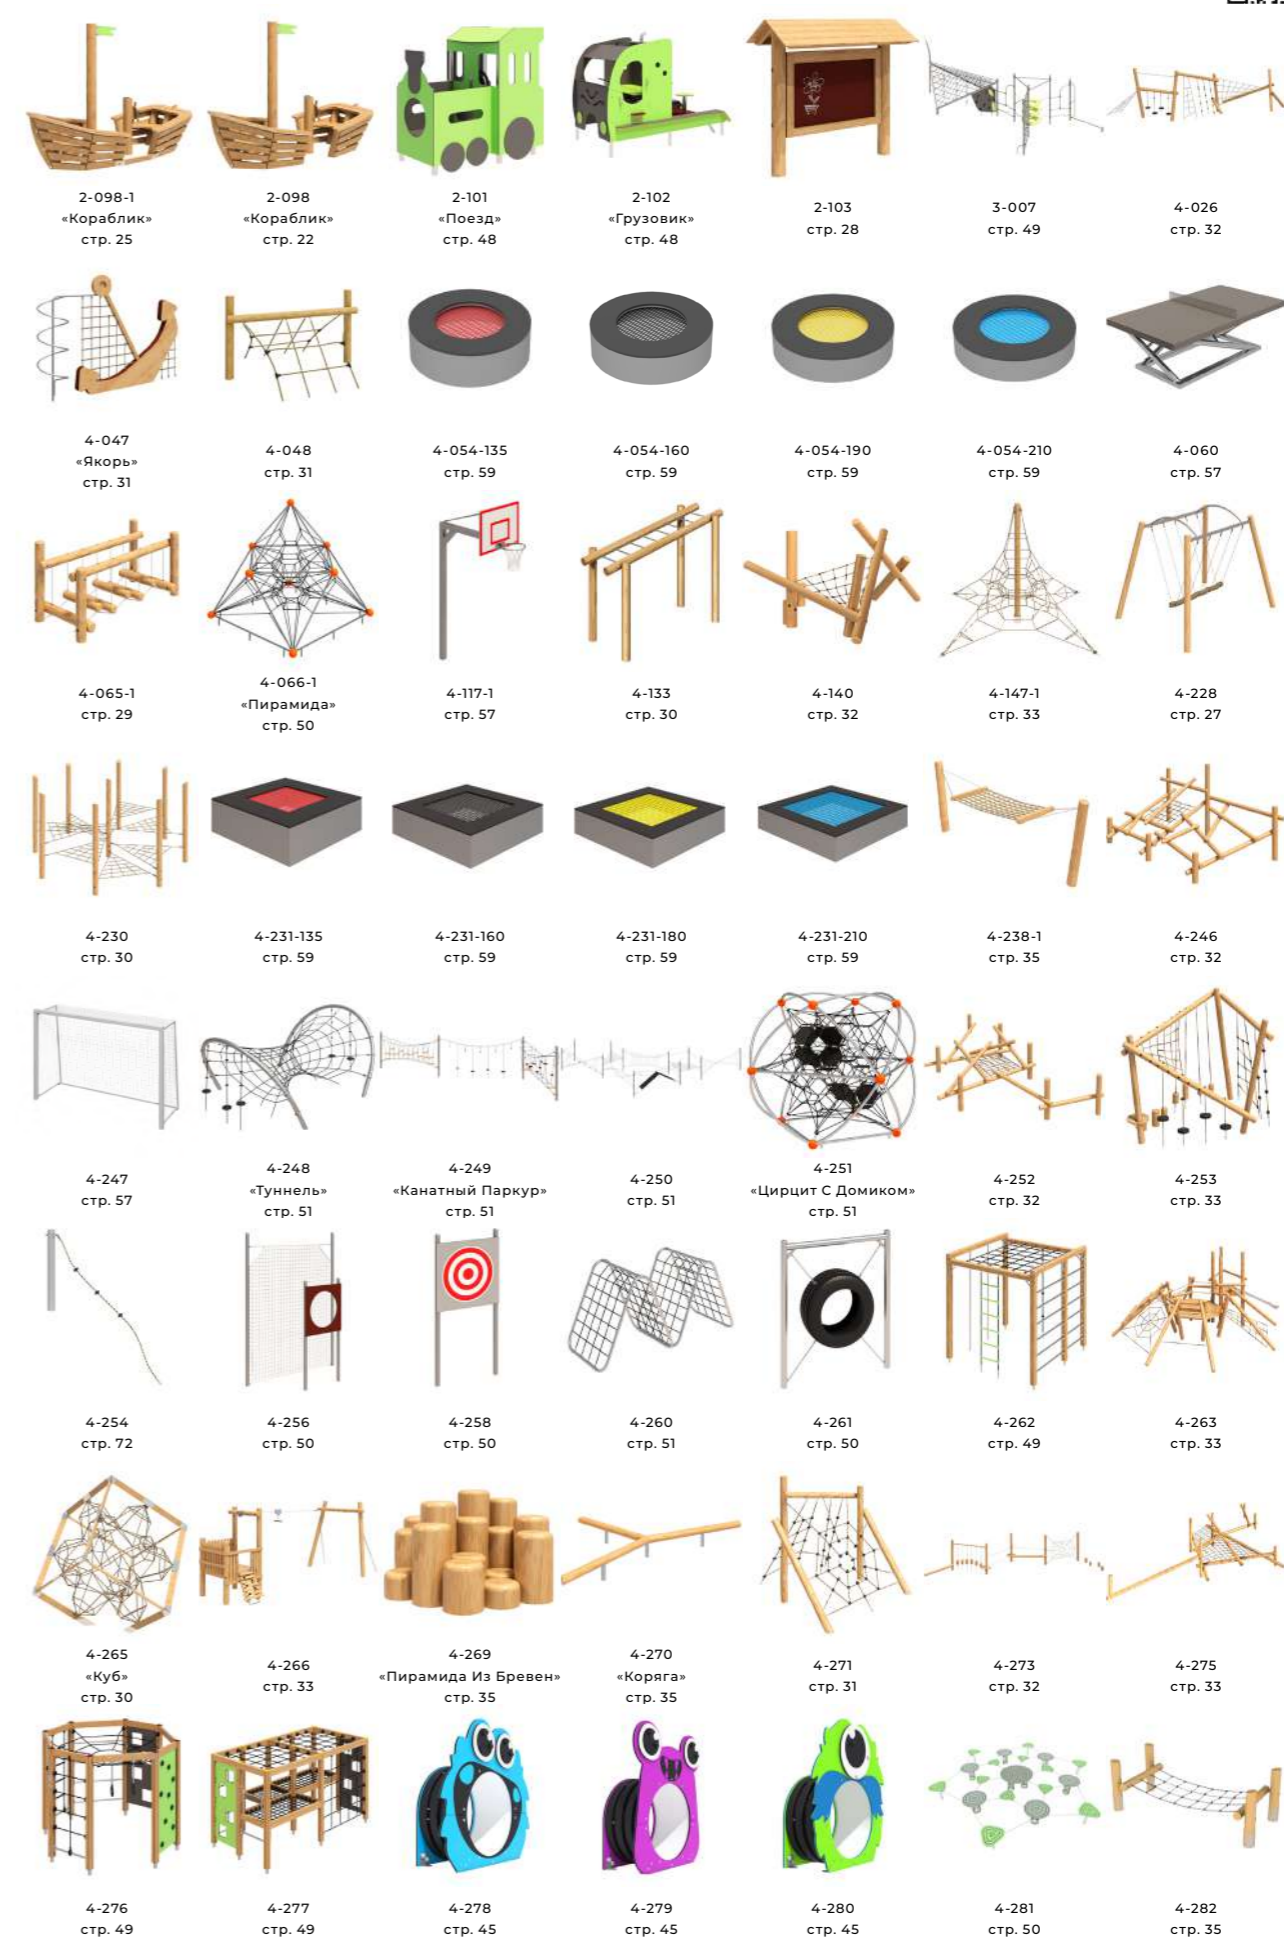 2-098-1
«Кораблик»
стр. 25
2-098
«Кораблик»
стр. 22
2-101
«Поезд»
стр. 48
2-102
«Грузовик»
стр. 48
2-103
стр. 28
3-007
стр. 49
4-026
стр. 32
4-047
«Якорь»
стр. 31
4-048
стр. 31
4-054-135
стр. 59
4-054-160
стр. 59
4-054-190
стр. 59
4-054-210
стр. 59
4-060
стр. 57
4-065-1
стр. 29
4-066-1
«Пирамида»
стр. 50
4-117-1
стр. 57
4-133
стр. 30
4-140
стр. 32
4-147-1
стр. 33
4-228
стр. 27
4-230
стр. 30
4-231-135
стр. 59
4-231-160
стр. 59
4-231-180
стр. 59
4-231-210
стр. 59
4-238-1
стр. 35
4-246
стр. 32
4-247
стр. 57
4-248
«Туннель»
стр. 51
4-249
«Канатный Паркур»
стр. 51
4-250
стр. 51
4-251
«Цирцит С Домиком»
стр. 51
4-252
стр. 32
4-253
стр. 33
4-254
стр. 72
4-256
стр. 50
4-258
стр. 50
4-260
стр. 51
4-261
стр. 50
4-262
стр. 49
4-263
стр. 33
4-265
«Куб»
стр. 30
4-266
стр. 33
4-269
«Пирамида Из Бревен»
стр. 35
4-270
«Коряга»
стр. 35
4-271
стр. 31
4-273
стр. 32
4-275
стр. 33
4-276
стр. 49
4-277
стр. 49
4-278
стр. 45
4-279
стр. 45
4-280
стр. 45
4-281
стр. 50
4-282
стр. 35